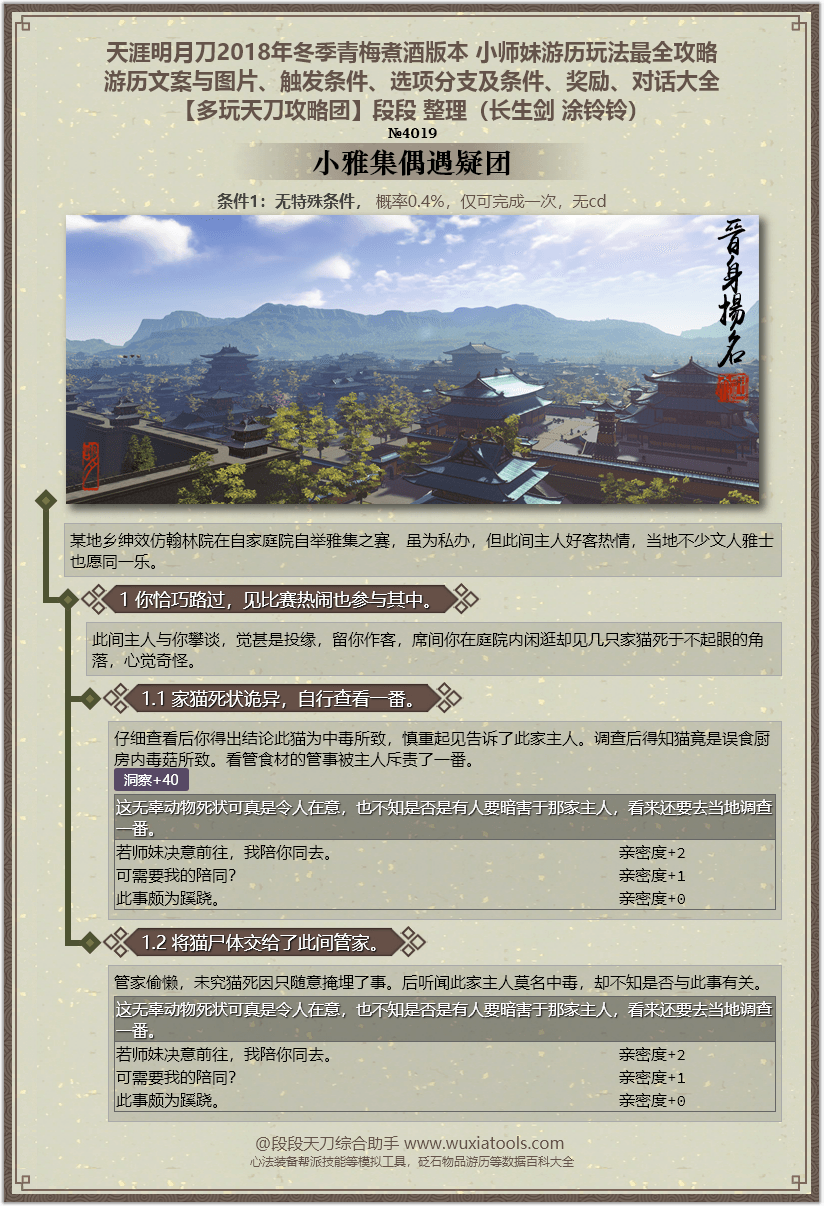 天涯明月刀2018年冬季青梅煮酒版本 小师妹游历玩法最全攻略
游历文案与图片、触发条件、选项分支及条件、奖励、对话大全
【多玩天刀攻略团】段段 整理（长生剑 涂铃铃）
№4019
小雅集偶遇疑团
条件1：无特殊条件， 概率0.4%，仅可完成一次，无cd
晋身揚名
某地乡绅效仿翰林院在自家庭院自举雅集之赛，虽为私办，但此间主人好客热情，当地不少文人雅士
也愿同一乐。
1 你恰巧路过，见比赛热闹也参与其中。
此间主人与你攀谈，觉甚是投缘，留你作客，席间你在庭院内闲逛却见几只家猫死于不起眼的角
落，心觉奇怪。
1.1 家猫死状诡异，自行查看一番。
仔细查看后你得出结论此猫为中毒所致，慎重起见告诉了此家主人。调查后得知猫竟是误食厨
房内毒菇所致。看管食材的管事被主人斥责了一番。
洞察+40
这无辜动物死状可真是令人在意，也不知是否是有人要暗害于那家主人，看来还要去当地调查
一番。
若师妹决意前往，我陪你同去。 亲密度+2
可需要我的陪同？ 亲密度+1
此事颇为蹊跷。 亲密度+0
1.2 将猫尸体交给了此间管家。
管家偷懒，未究猫死因只随意掩埋了事。后听闻此家主人莫名中毒，却不知是否与此事有关。
这无辜动物死状可真是令人在意，也不知是否是有人要暗害于那家主人，看来还要去当地调查
一番。
若师妹决意前往，我陪你同去。 亲密度+2
可需要我的陪同？ 亲密度+1
此事颇为蹊跷。 亲密度+0
@段段天刀综合助手 www.wuxiatools.com
心法装备帮派技能等模拟工具，砭石物品游历等数据百科大全